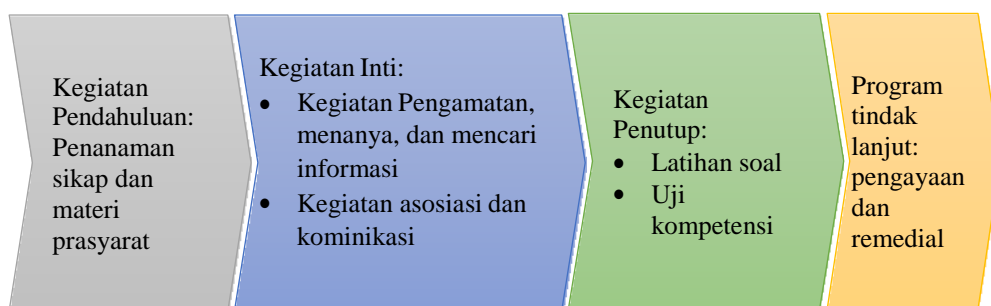 Kegiatan
Pendahuluan:
Penanaman
sikap dan
materi
prasyarat
Kegiatan Inti:
• Kegiatan Pengamatan,
menanya, dan mencari
informasi
• Kegiatan asosiasi dan
kominikasi
Kegiatan
Penutup:
• Latihan soal
• Uji
kompetensi
Program
tindak
lanjut:
pengayaan
dan
remedial